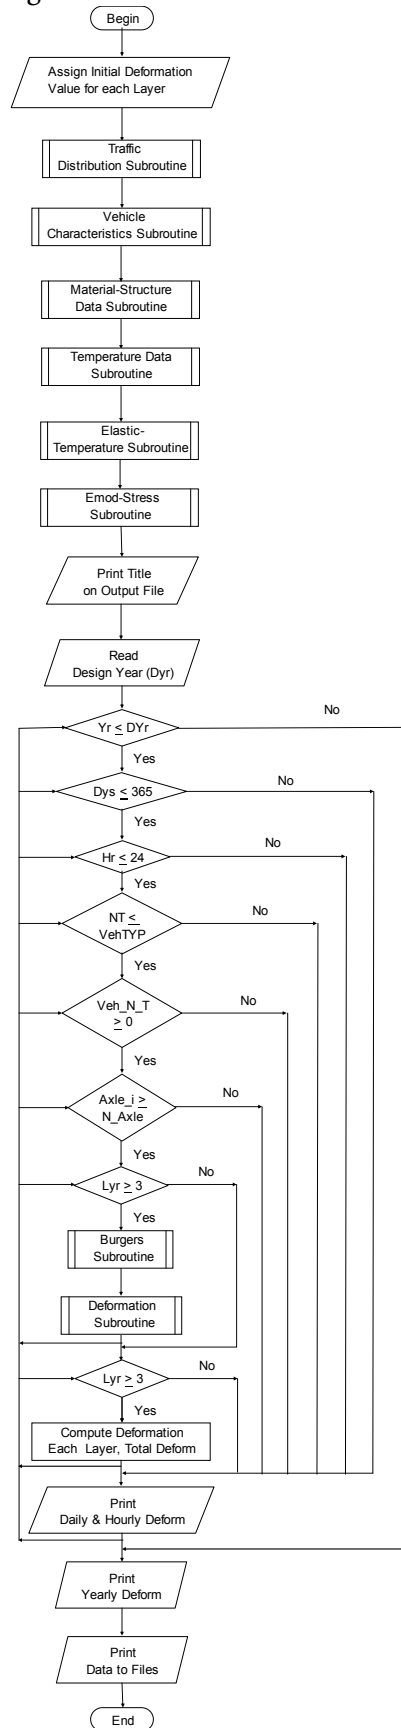 Begin
Assign Initial Deformation
Value for each Layer
Traffic
Distribution Subroutine
Vehicle
Characteristics Subroutine
Material-Structure
Data Subroutine
Temperature Data
Subroutine
Elastic-
Temperature Subroutine
Emod-Stress
Subroutine
Print Title
on Output File
Read
Design Year (Dyr)
No
Yr ≤ DYr
Yes
No
Dys ≤ 365
Yes
No
Hr ≤ 24
Yes
No
NT ≤
VehTYP
Yes
No
Veh_N_T
≥ 0
Yes
No
Axle_i ≥
N_Axle
Yes
No
Lyr ≥ 3
Yes
Burgers
Subroutine
Deformation
Subroutine
No
Lyr ≥ 3
Yes
Compute Deformation
Each Layer, Total Deform
Print
Daily & Hourly Deform
Print
Yearly Deform
Print
Data to Files
End